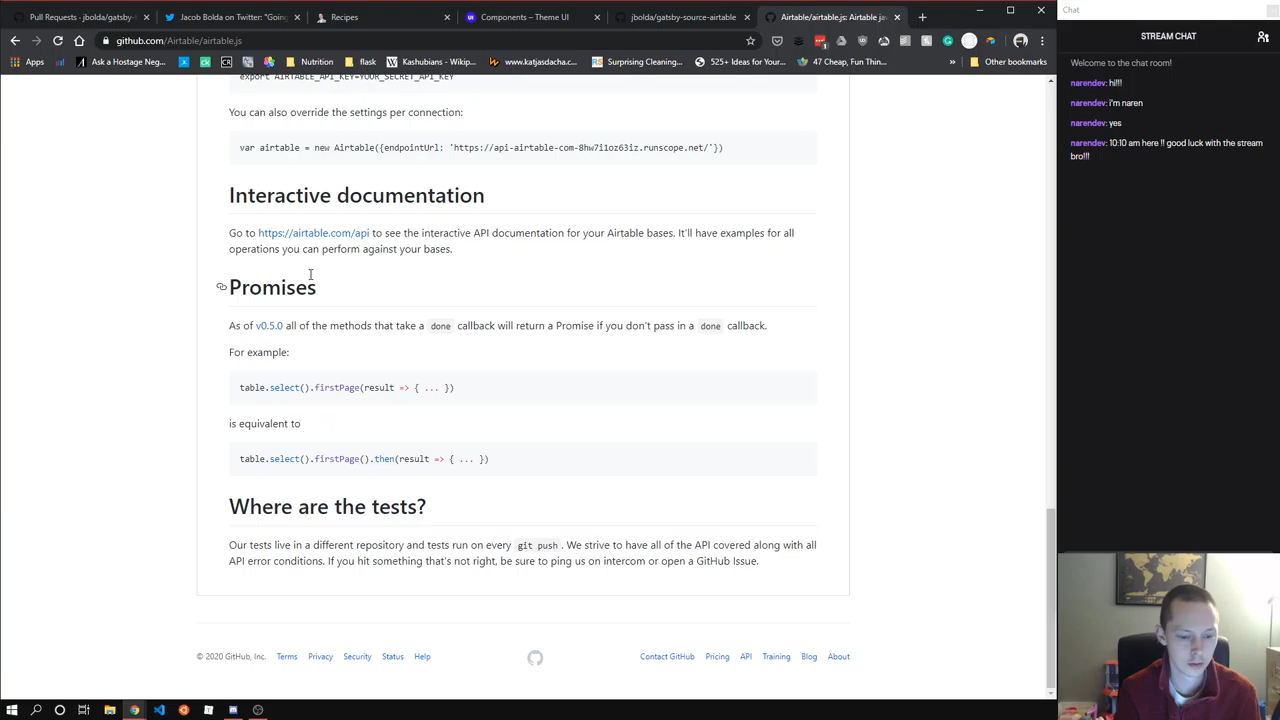 Pull Requests · jbolda/gatsby-
Jacob Bolda on Twitter: "Going
Recipes
Components – Theme UI
jbolda/gatsby-source-airtable
Airtable/airtable.js: Airtable jav
github.com/Airtable/airtable.js
Apps
Ask a Hostage Neg...
Nutrition
flask
Kashubians - Wikip...
www.katjasdacha.c...
Surprising Cleaning...
525+ Ideas for Your...
47 Cheap, Fun Thin...
»
Other bookmarks
export AIRTABLE_API_KEY=YOUR_SECRET_API_KEY
You can also override the settings per connection:
var airtable = new Airtable({endpointUrl: 'https://api-airtable-com-8hw7i1oz63iz.runscope.net/'})
Interactive documentation
Go to https://airtable.com/api to see the interactive API documentation for your Airtable bases. It'll have examples for all
operations you can perform against your bases.
Promises
As of v0.5.0 all of the methods that take a done callback will return a Promise if you don't pass in a done callback.
For example:
table.select().firstPage(result => { ... })
is equivalent to
table.select().firstPage().then(result => { ... })
Where are the tests?
Our tests live in a different repository and tests run on every git push . We strive to have all of the API covered along with all
API error conditions. If you hit something that's not right, be sure to ping us on intercom or open a GitHub Issue.
© 2020 GitHub, Inc.
Terms
Privacy
Security
Status
Help
Contact GitHub
Pricing
API
Training
Blog
About
Chat
STREAM CHAT
Welcome to the chat room!
narendev: hi!!!
narendev: i'm naren
narendev: yes
narendev: 10:10 am here !! good luck with the stream
bro!!!